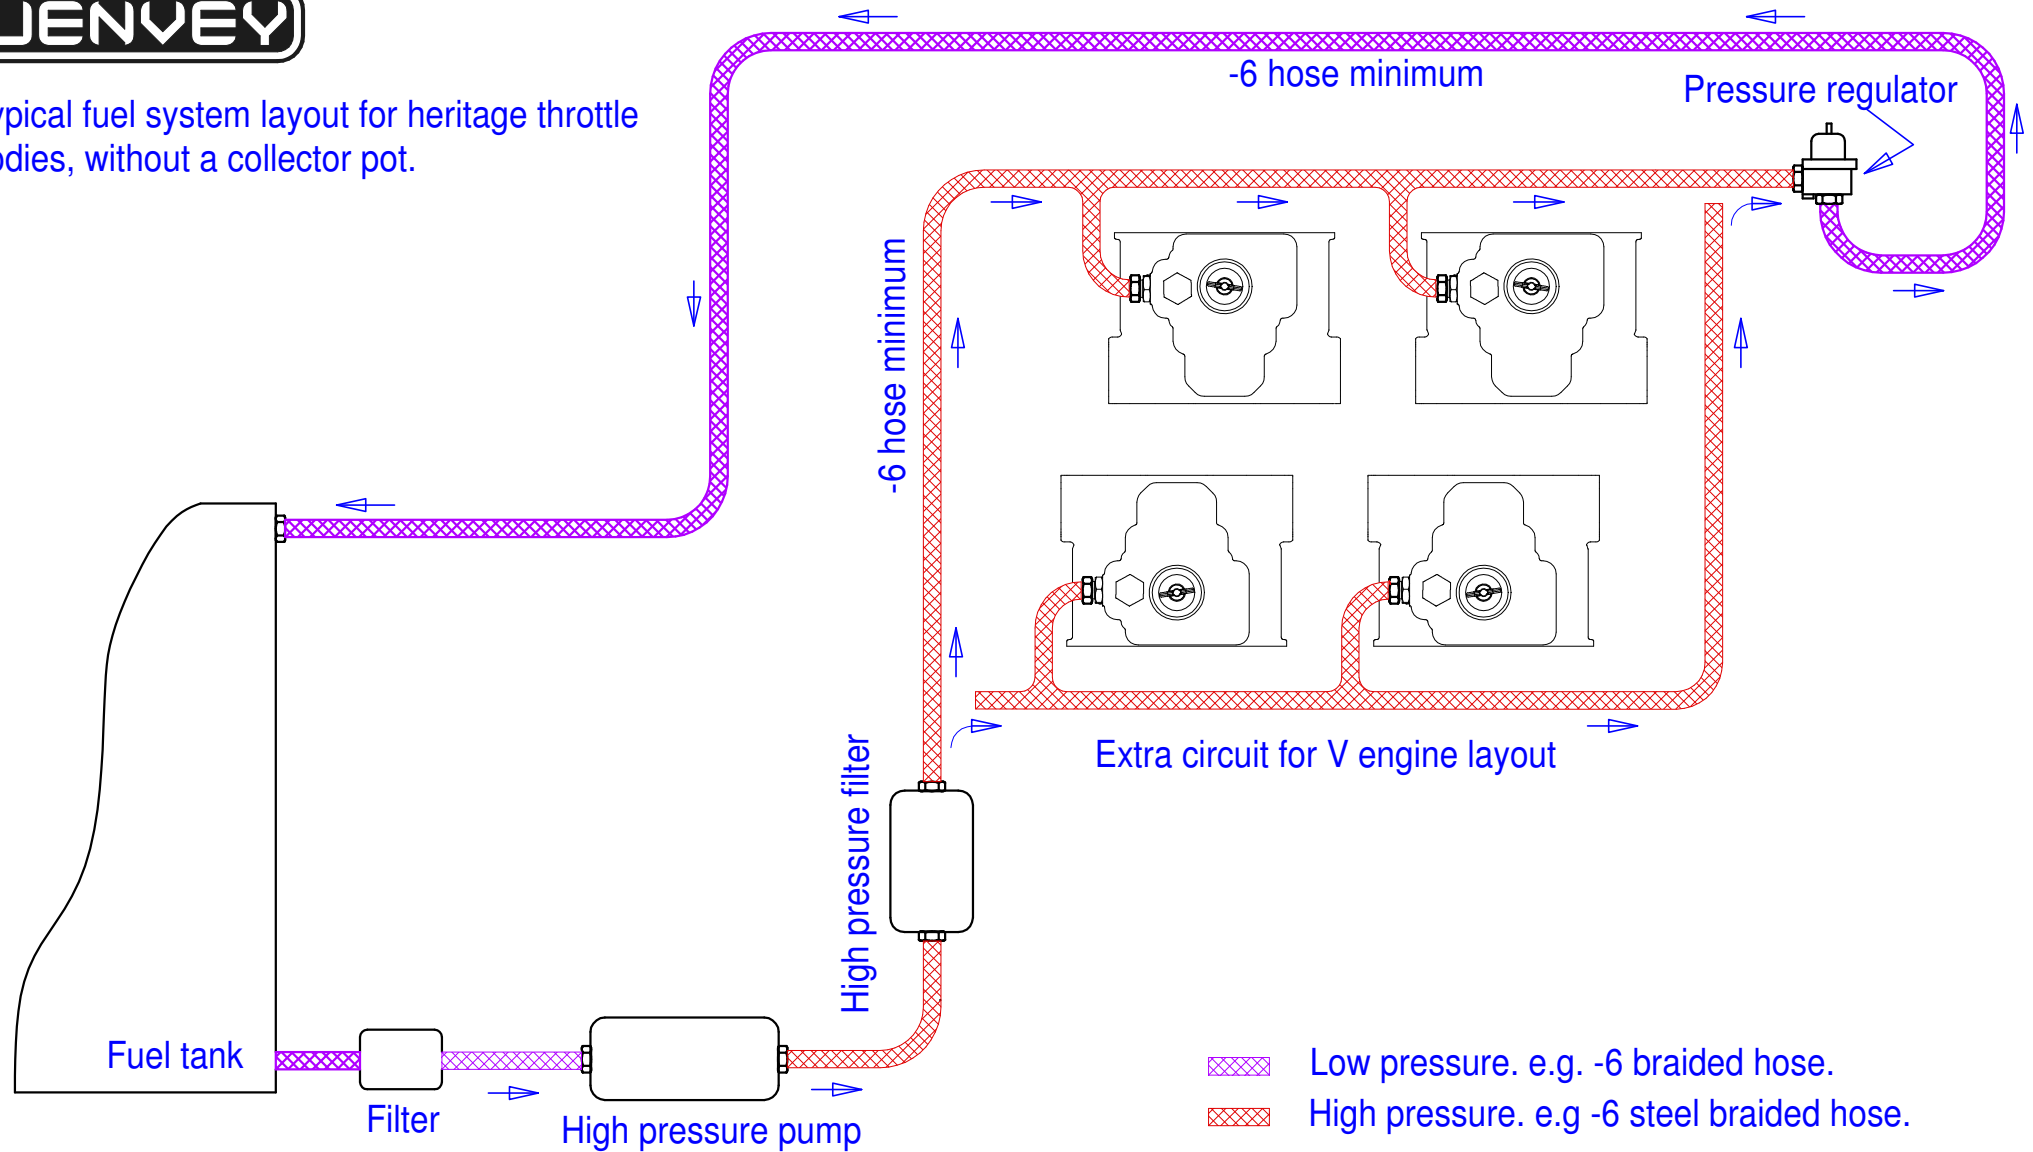 JENVEY
ypical fuel system layout for heritage throttle
odies, without a collector pot.
-6 hose minimum
Pressure regulator
-6 hose minimum
Extra circuit for V engine layout
High pressure filter
Fuel tank
Filter
High pressure pump
Low pressure. e.g. -6 braided hose.
High pressure. e.g -6 steel braided hose.